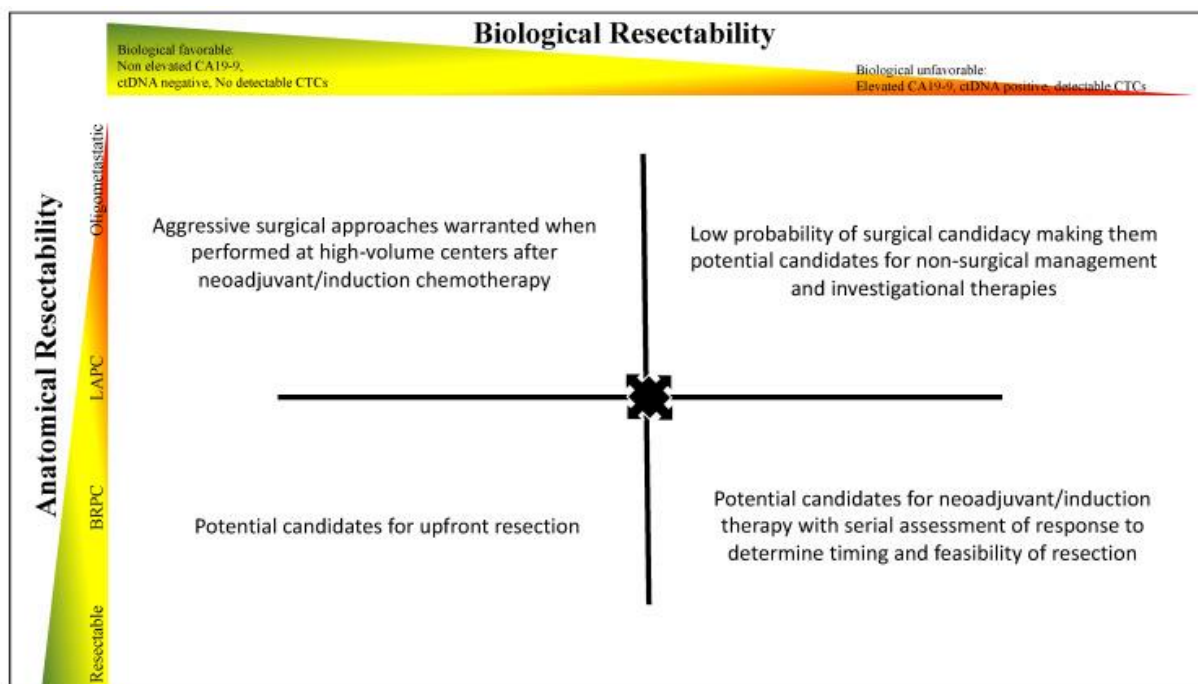 Biological Resectability
Biological favorable:
Non elevated CA19-9,
ctDNA negative, No detectable CTCs
Biological unfavorable:
Elevated CA19-9, ctDNA positive, detectable CTCs
Anatomical Resectability
Oligometastatic
LAPC
BRPC
Resectable
Aggressive surgical approaches warranted when
performed at high-volume centers after
neoadjuvant/induction chemotherapy
Low probability of surgical candidacy making them
potential candidates for non-surgical management
and investigational therapies
Potential candidates for upfront resection
Potential candidates for neoadjuvant/induction
therapy with serial assessment of response to
determine timing and feasibility of resection